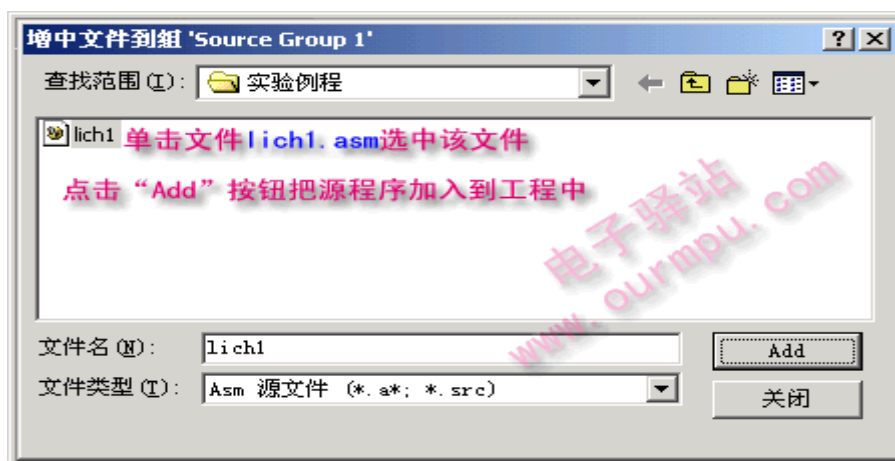 增中文件到组 'Source Group 1'
查找范围(I): 实验例程
lich1 单击文件lich1.asm选中该文件
点击“Add”按钮把源程序加入到工程中
电子驿站
www.ourmpu.com
文件名(N): lich1 Add
文件类型(T): Asm 源文件 (*.a*; *.src) 关闭